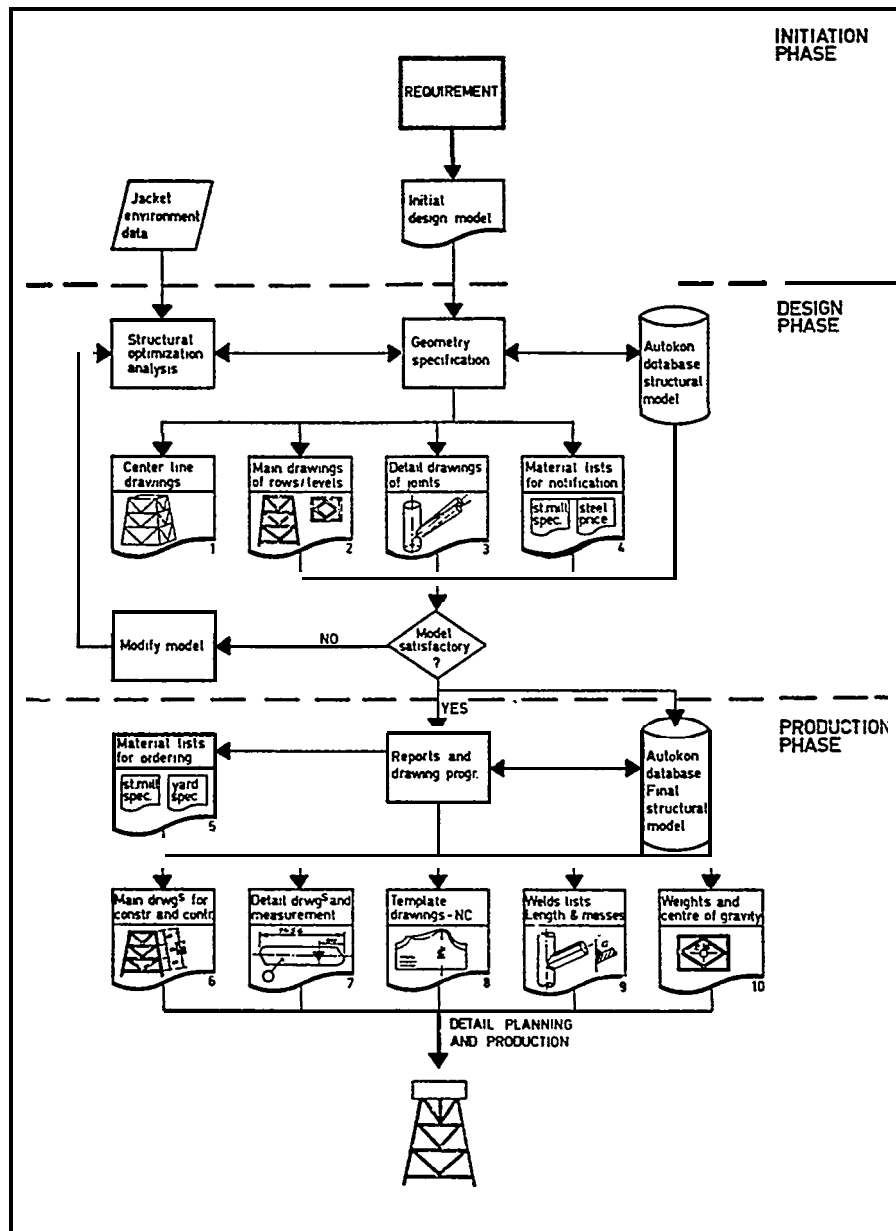 INITIATION
PHASE
REQUIREMENT
Jacket
environment
data
Initial
design model
DESIGN
PHASE
Structural
optimization
analysis
Geometry
specification
Autokon
database
structural
model
Center line
drawings
1
Main drawings
of rows/levels
2
Detail drawings
of joints
3
Material lists
for notification
st.mill
spec.
steel
price
4
Modify model
NO
Model
satisfactory
?
YES
PRODUCTION
PHASE
Material lists
for ordering
st.mill
spec.
yard
spec
5
Reports and
drawing progr.
Autokon
database
Final
structural
model
Main drwgs for
constr and contr
6
Detail drwgs and
measurement
7
Template
drawings-NC
8
Welds lists
Length & masses
9
Weights and
centre of gravity
10
DETAIL PLANNING
AND PRODUCTION